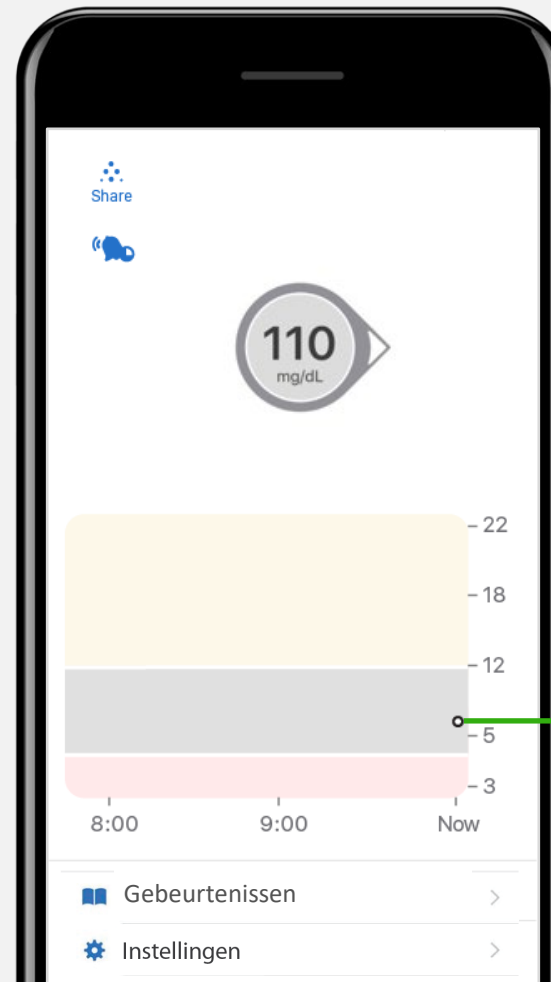 Share
110
mg/dL
22
18
12
5
3
8:00 9:00 Now
Gebeurtenissen
Instellingen